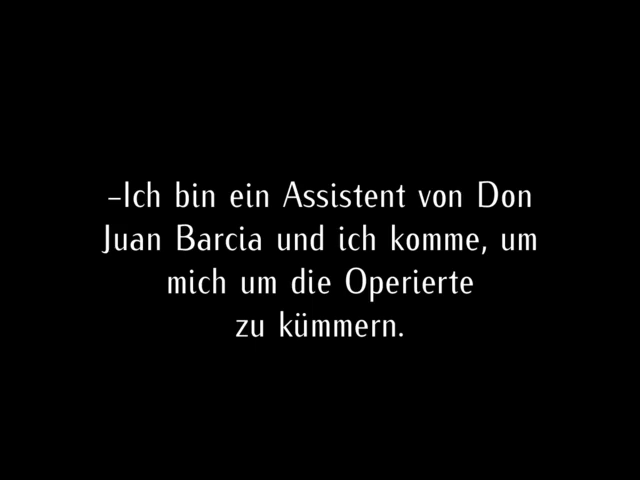 –Ich bin ein Assistent von Don
Juan Barcia und ich komme, um
mich um die Operierte
zu kümmern.